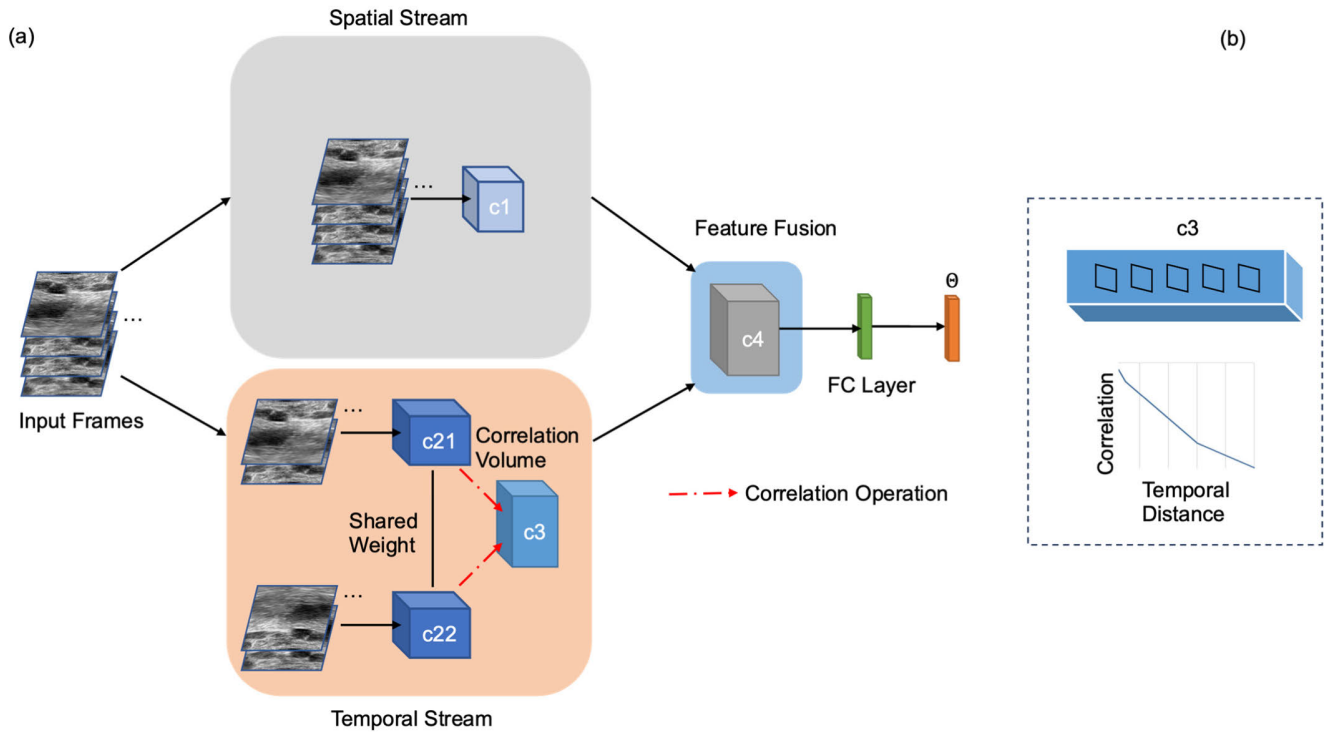 (a)
Spatial Stream
(b)
...
c1
Feature Fusion
c3
...
Input Frames
c4
Θ
FC Layer
...
c21
Correlation
Volume
Shared
Weight
c3
Correlation Operation
...
c22
Temporal Stream
Correlation
Temporal
Distance